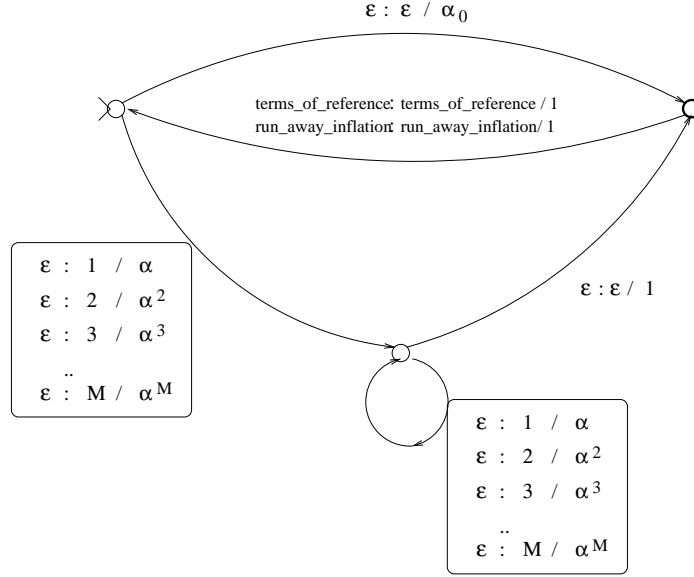 ε : ε / α₀
terms_of_reference: terms_of_reference / 1
run_away_inflation: run_away_inflation/ 1
ε : 1 / α
ε : 2 / α²
ε : 3 / α³
..
ε : M / αᴹ
ε : ε / 1
ε : 1 / α
ε : 2 / α²
ε : 3 / α³
..
ε : M / αᴹ